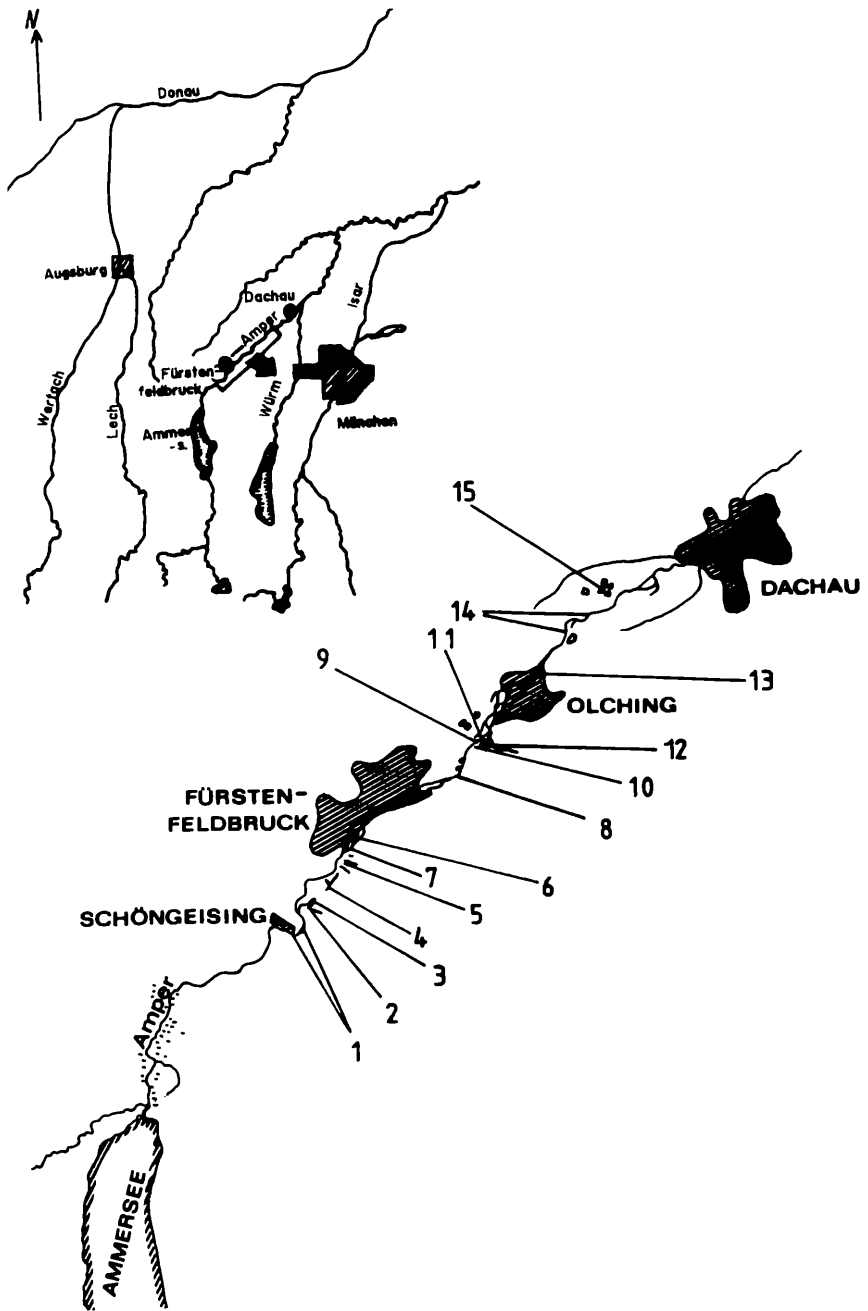 N
Donau
Augsburg
Dachau
Amper
Isar
Fürsten-
feldbruck
Würm
Wertach
Lech
Ammer
-s.
München
15
DACHAU
14
11
9
13
OLCHING
12
10
FÜRSTEN-
FELDBRUCK
8
7
6
5
SCHÖNGEISING
4
3
2
1
Amper
AMMERSEE